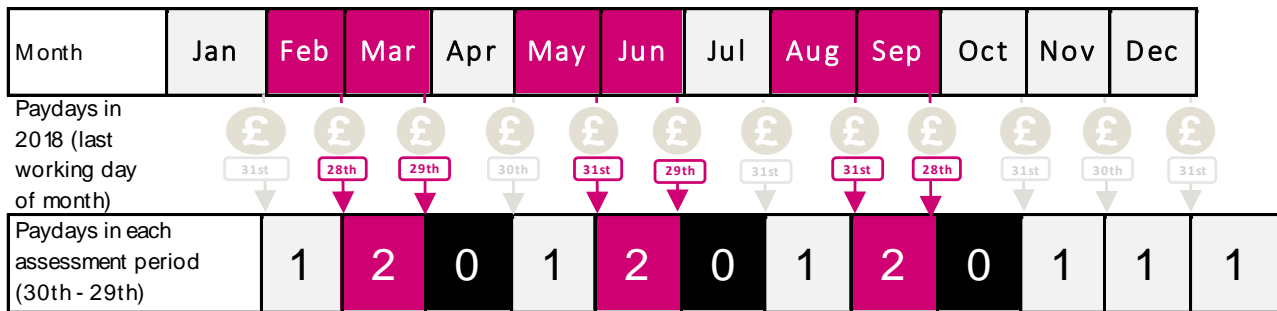 Month Jan Feb Mar Apr May Jun Jul Aug Sep Oct Nov Dec
Paydays in
2018 (last
working day
of month)
£ £ £ £ £ £ £ £ £ £ £ £
31st 28th 29th 30th 31st 29th 31st 31st 28th 31st 30th 31st
Paydays in each
assessment period
(30th - 29th)
1 2 0 1 2 0 1 2 0 1 1 1